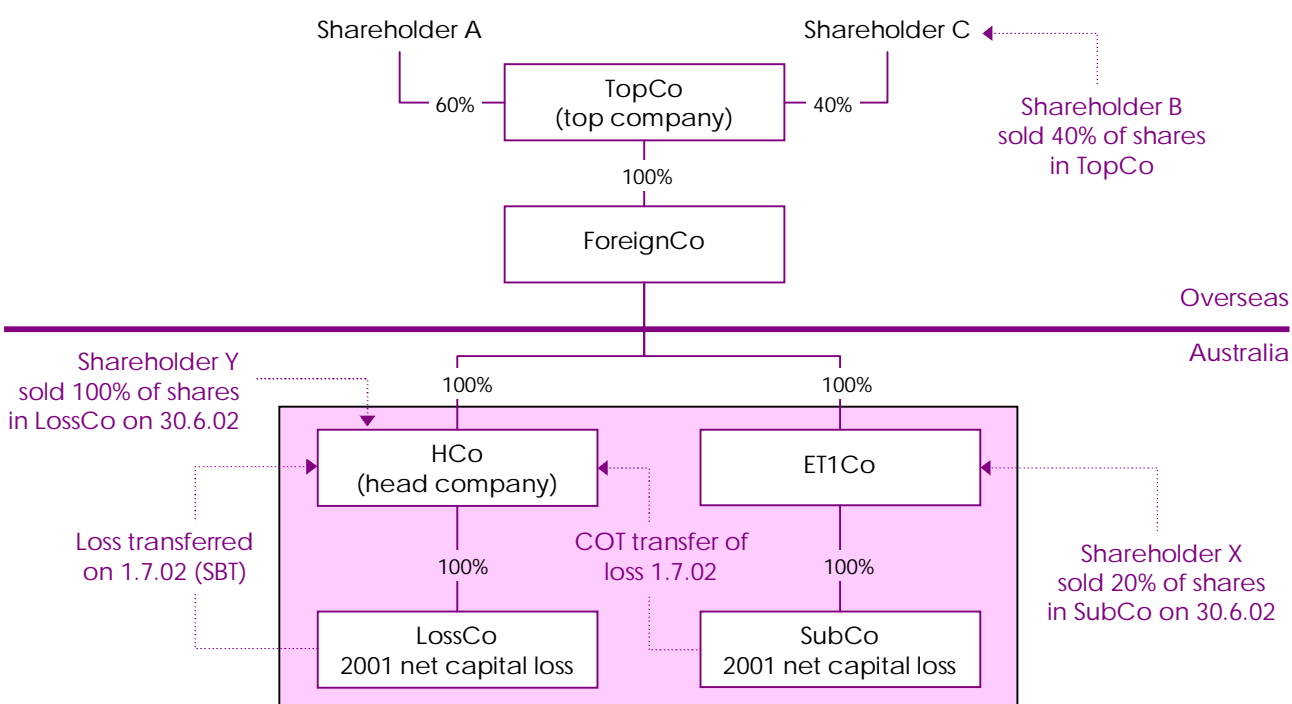 Shareholder A
Shareholder C
TopCo
(top company)
60%
40%
Shareholder B
sold 40% of shares
in TopCo
100%
ForeignCo
Overseas
Australia
Shareholder Y
sold 100% of shares
in LossCo on 30.6.02
100%
100%
HCo
(head company)
ET1Co
Loss transferred
on 1.7.02 (SBT)
100%
COT transfer of
loss 1.7.02
100%
Shareholder X
sold 20% of shares
in SubCo on 30.6.02
LossCo
2001 net capital loss
SubCo
2001 net capital loss